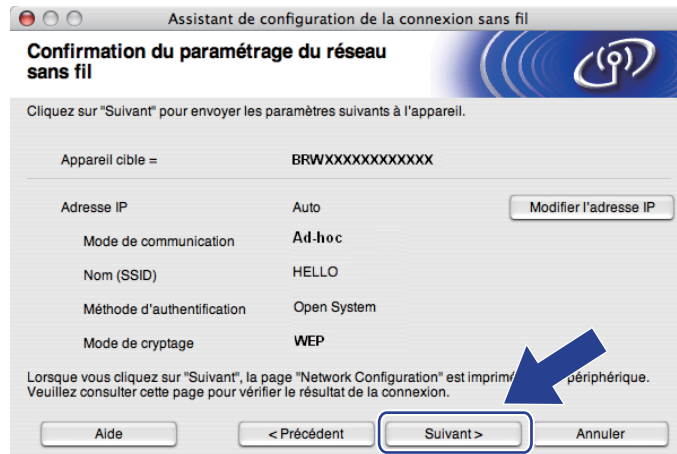 Assistant de configuration de la connexion sans fil
Confirmation du paramétrage du réseau
sans fil
Cliquez sur "Suivant" pour envoyer les paramètres suivants à l'appareil.
Appareil cible = BRWXXXXXXXXXXXX
Adresse IP Auto Modifier l'adresse IP
Mode de communication Ad-hoc
Nom (SSID) HELLO
Méthode d'authentification Open System
Mode de cryptage WEP
Lorsque vous cliquez sur "Suivant", la page "Network Configuration" est périphérique.
Veuillez consulter cette page pour vérifier le résultat de la connexion.
Aide < Précédent Suivant > Annuler